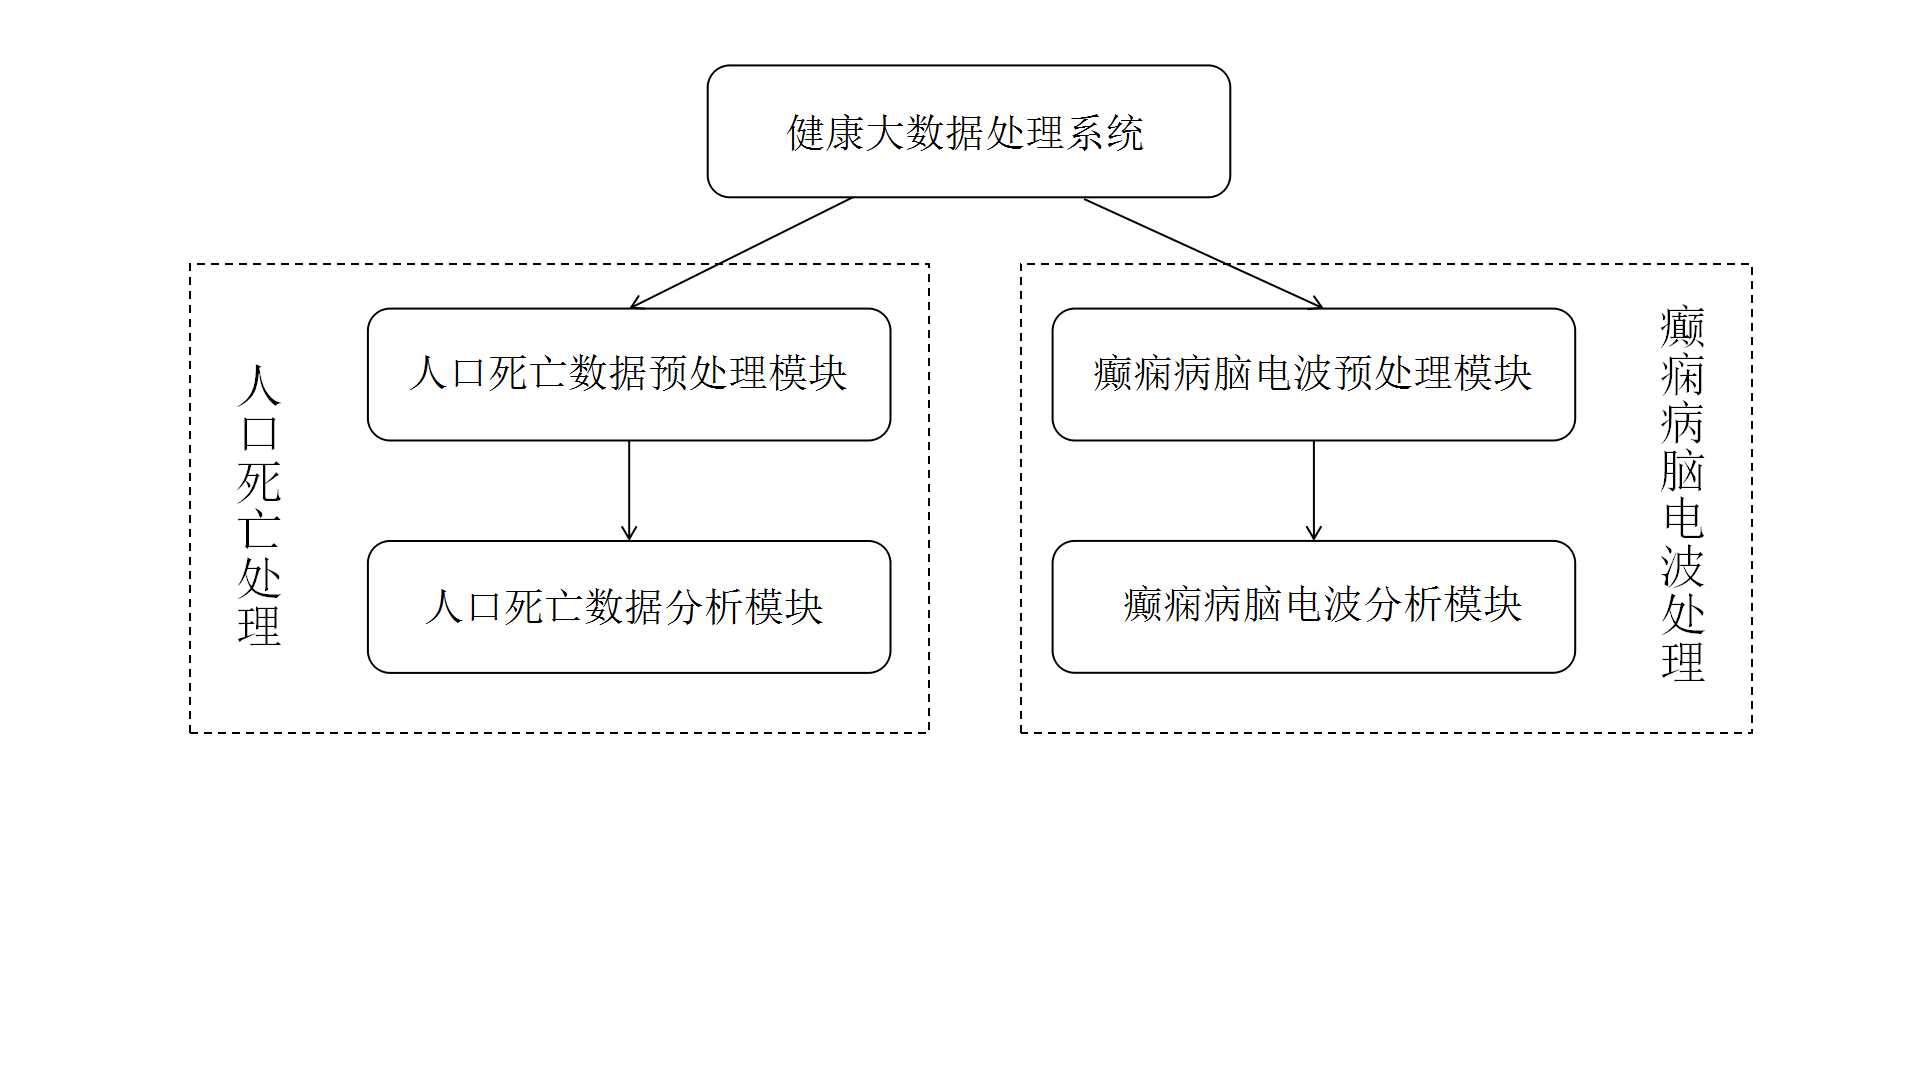 健康大数据处理系统
人口死亡处理
人口死亡数据预处理模块
人口死亡数据分析模块
癫痫病脑电波预处理模块
癫痫病脑电波分析模块
癫痫病脑电波处理